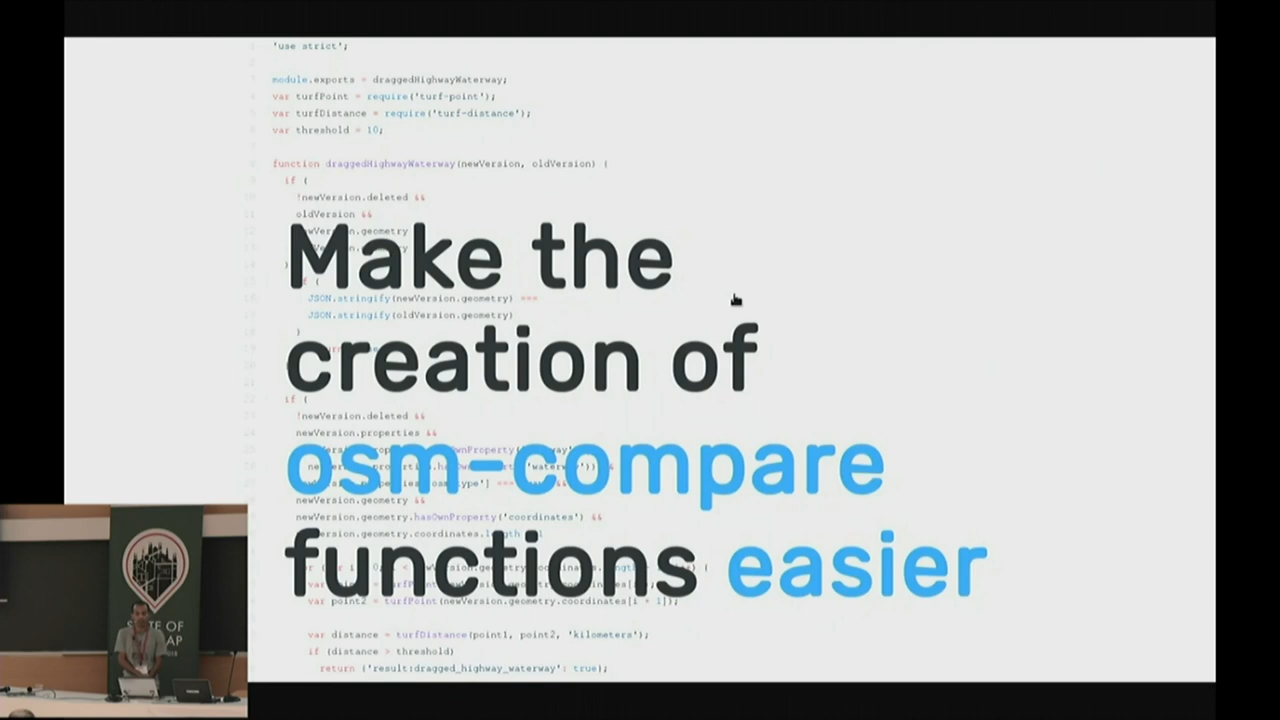 'use strict';
module.exports = draggedHighwayWaterway;
var turfPoint = require('turf-point');
var turfDistance = require('turf-distance');
var threshold = 10;
function draggedHighwayWaterway(newVersion, oldVersion) {
if (
!newVersion.deleted &&
oldVersion &&
Make the
JSON.stringify(newVersion.geometry) ===
JSON.stringify(oldVersion.geometry)
)
creation of
if (
!newVersion.deleted &&
newVersion.properties &&
osm-compare
newVersion.geometry &&
newVersion.geometry.hasOwnProperty('coordinates') &&
functions easier
var point2 = turfPoint(newVersion.geometry.coordinates[i + 1]);
var distance = turfDistance(point1, point2, 'kilometers');
if (distance > threshold)
return {'result:dragged_highway_waterway': true};